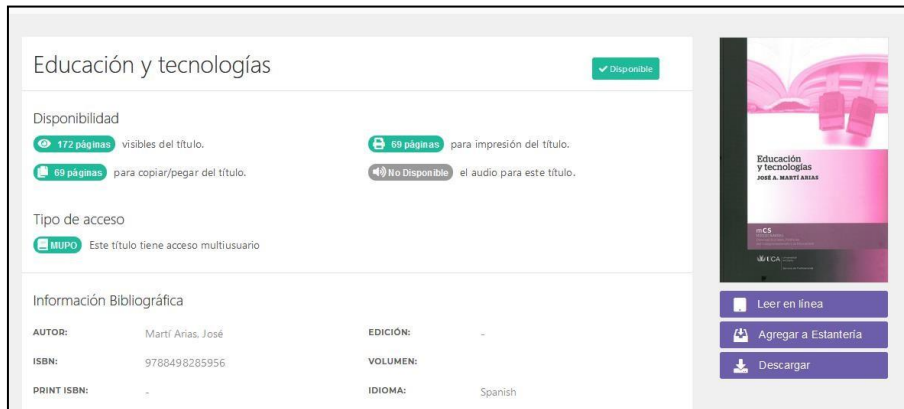 Educación y tecnologías
Disponible
Disponibilidad
172 páginas visibles del título.
69 páginas para impresión del título.
69 páginas para copiar/pegar del título.
No Disponible el audio para este título.
Tipo de acceso
MUPO Este título tiene acceso multiusuario
Información Bibliográfica
AUTOR: Martí Arias, José
EDICIÓN: -
ISBN: 9788498285956
VOLUMEN:
PRINT ISBN: -
IDIOMA: Spanish
Educación
y tecnologías
JOSÉ A. MARTÍ ARIAS
UCA
Leer en línea
Agregar a Estantería
Descargar